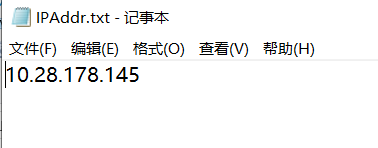 IPAddr.txt - 记事本
文件(F) 编辑(E) 格式(O) 查看(V) 帮助(H)
10.28.178.145